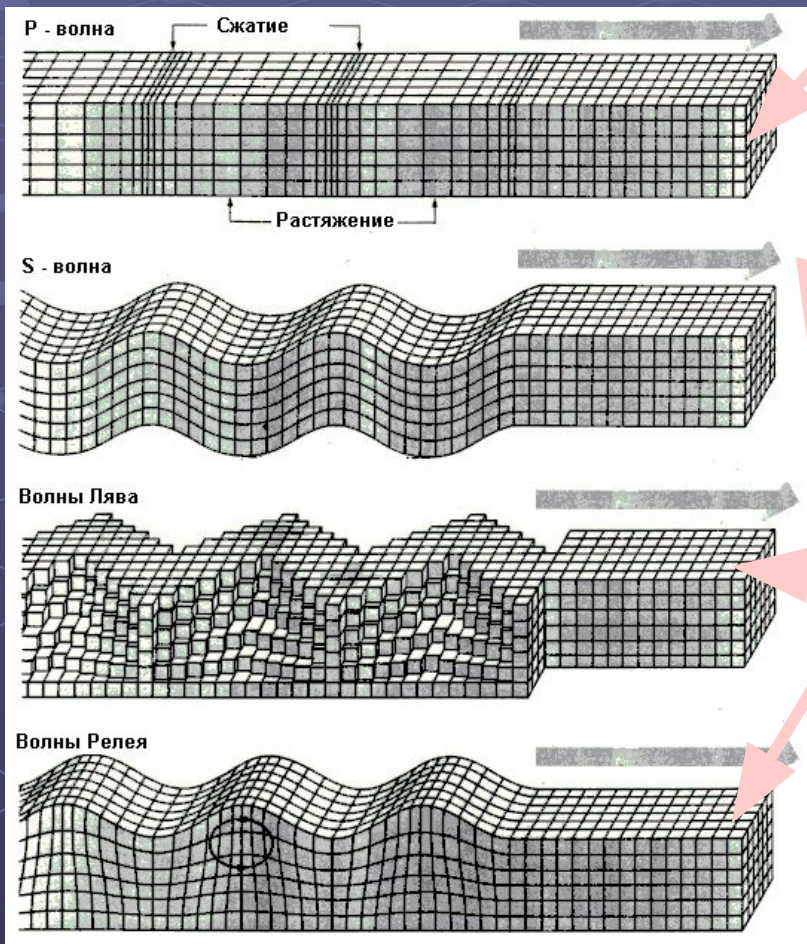 P - волна
Сжатие
Растяжение
S - волна
Волны Лява
Волны Релея